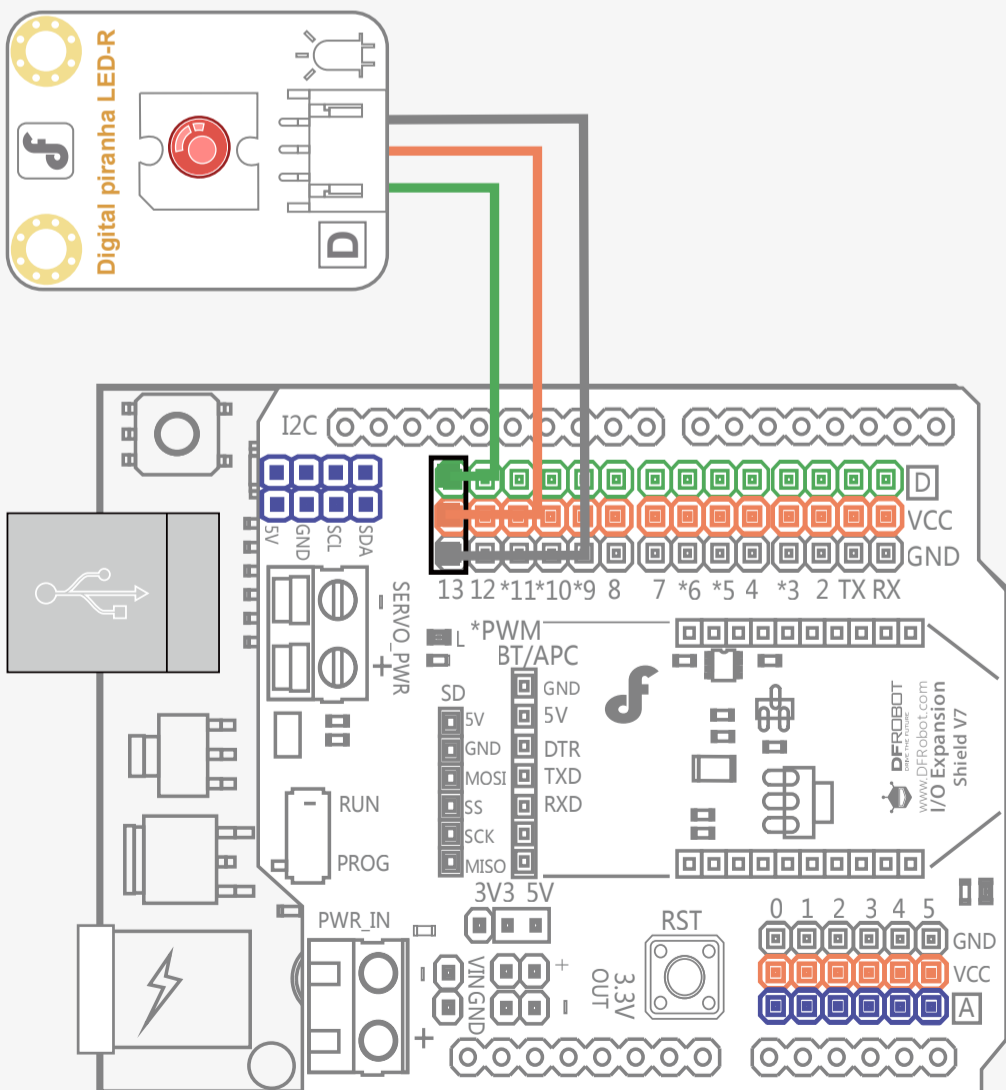 Digital piranha LED-R
D
I2C
5V
GND
SCL
SDA
D
VCC
GND
13 12 *11 *10 *9 8 7 *6 *5 4 *3 2 TX RX
SERVO_PWR
-
+
L
*PWM
BT/APC
GND
5V
DTR
TXD
RXD
SD
5V
GND
MOSI
SS
SCK
MISO
DFROBOT
DRIVE THE FUTURE
www.DFRobot.com
I/O Expansion
Shield V7
RUN
PROG
3V3 5V
PWR_IN
-
+
VIN
GND
+
-
3.3V
OUT
RST
0 1 2 3 4 5
GND
VCC
A